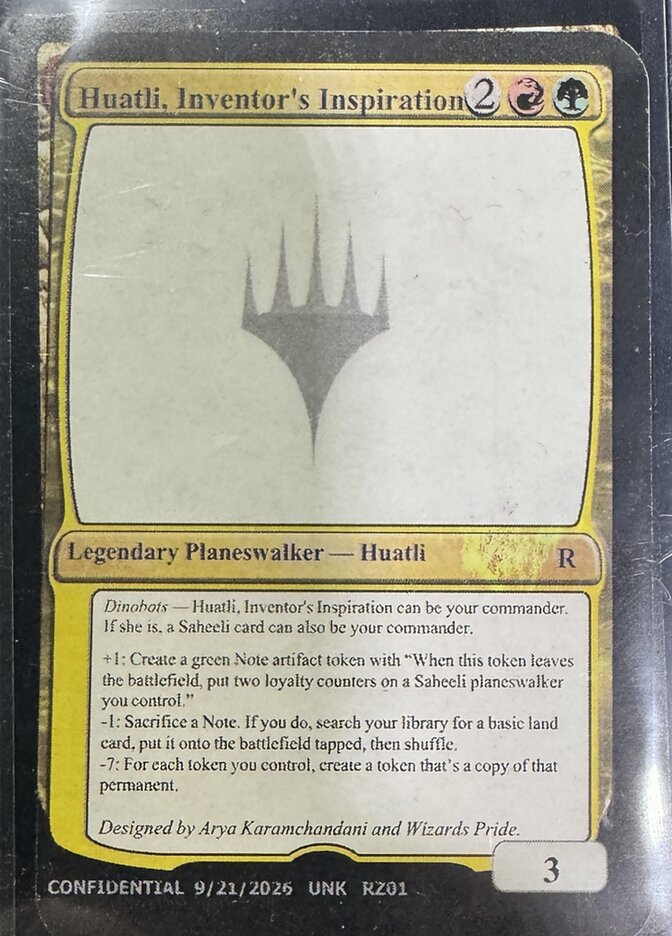 Huatli, Inventor's Inspiration 2
Legendary Planeswalker — Huatli R
Dinobots — Huatli, Inventor's Inspiration can be your commander.
If she is, a Saheeli card can also be your commander.
+1: Create a green Note artifact token with “When this token leaves
the battlefield, put two loyalty counters on a Saheeli planeswalker
you control.”
-1: Sacrifice a Note. If you do, search your library for a basic land
card, put it onto the battlefield tapped, then shuffle.
-7: For each token you control, create a token that's a copy of that
permanent.
Designed by Arya Karamchandani and Wizards Pride.
3
CONFIDENTIAL 9/21/2026 UNK RZ01